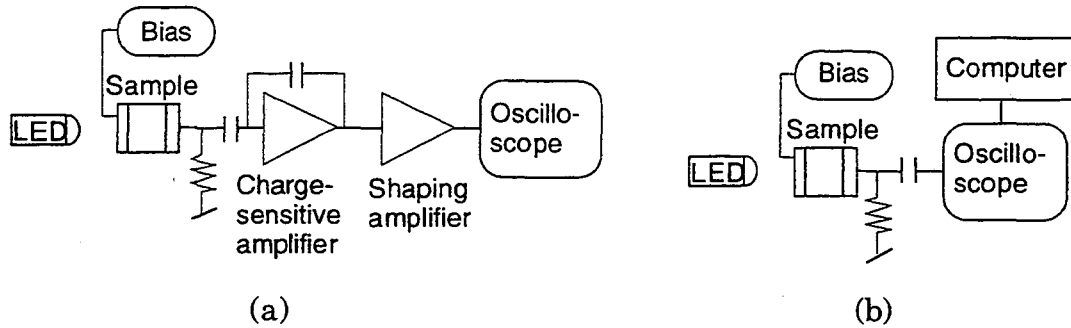 Bias
Sample
LED
Oscillo-
scope
Charge-
sensitive
amplifier
Shaping
amplifier
(a)
Bias
Computer
Sample
LED
Oscillo-
scope
(b)